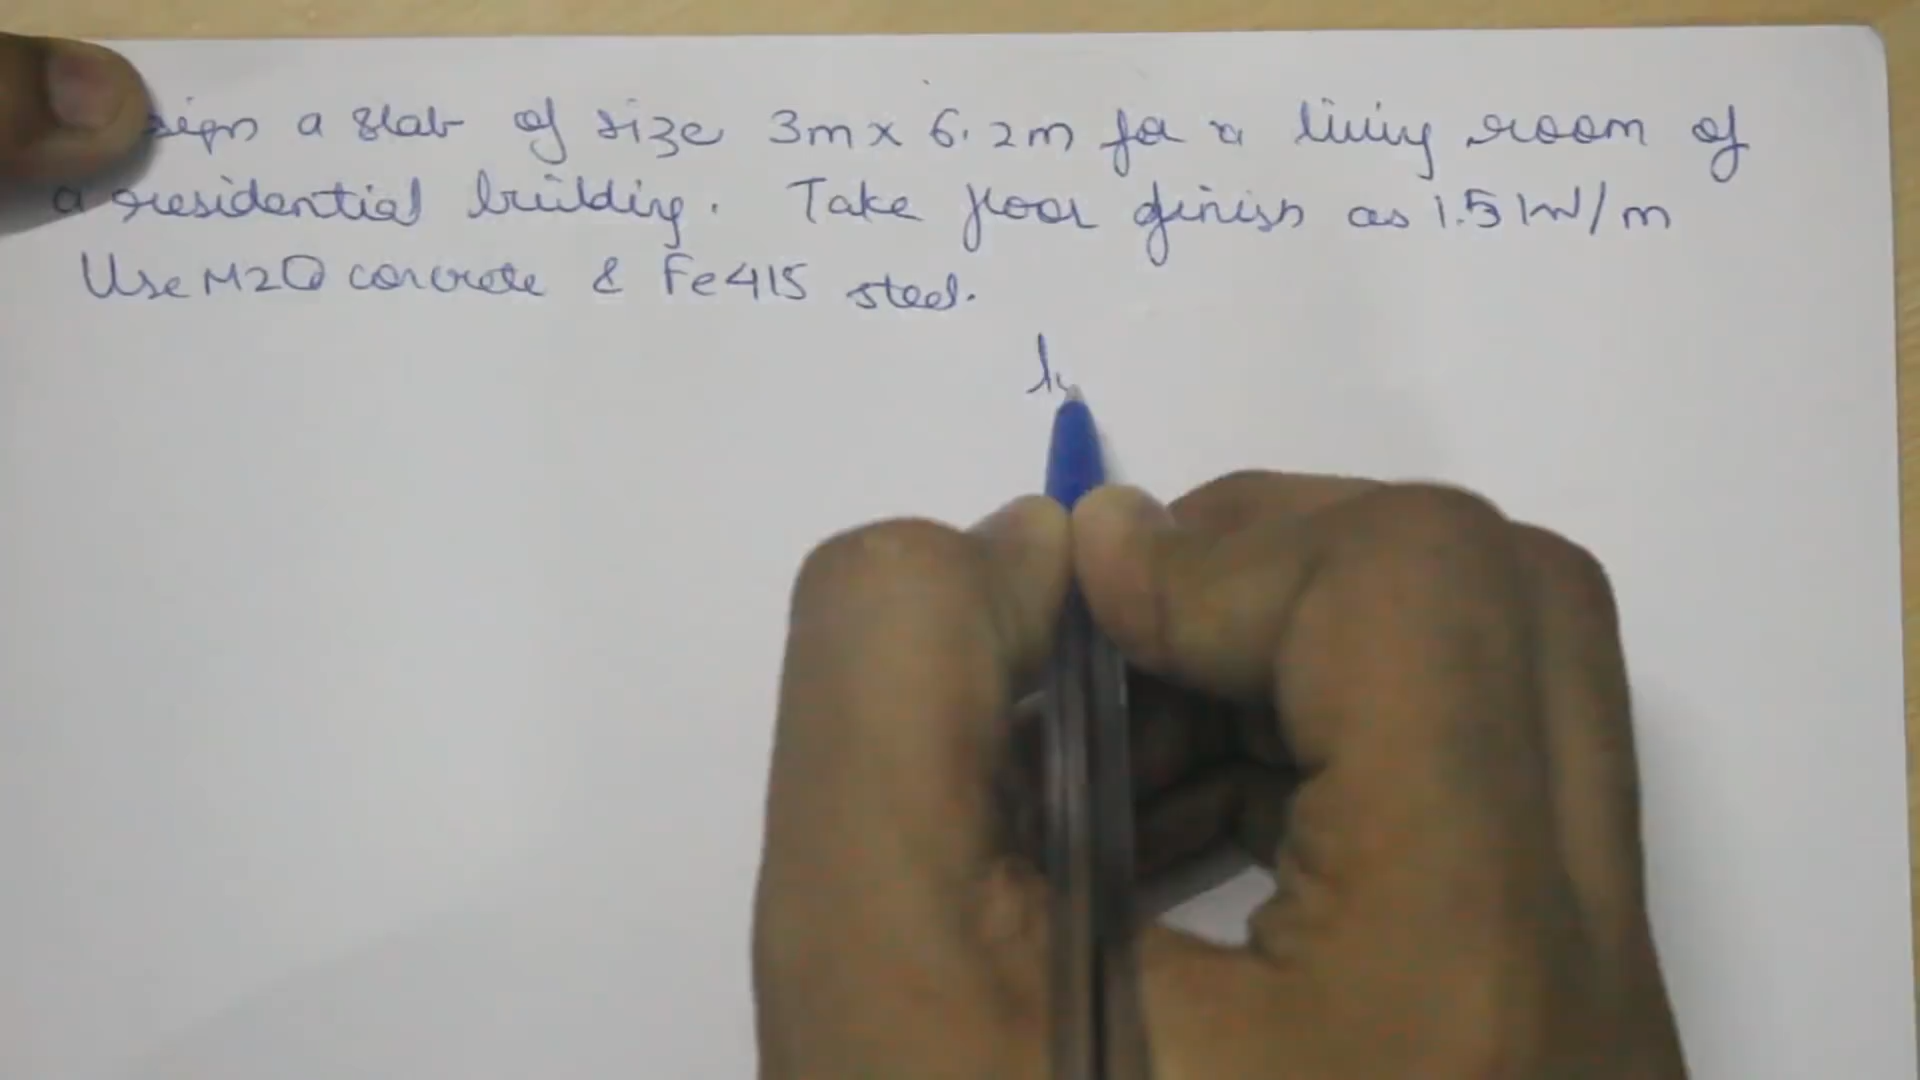 a slab of size 3m x 6.2m for a living room of
a residential building. Take floor finish as 1.5 kN/m
Use M20 concrete & Fe415 steel.